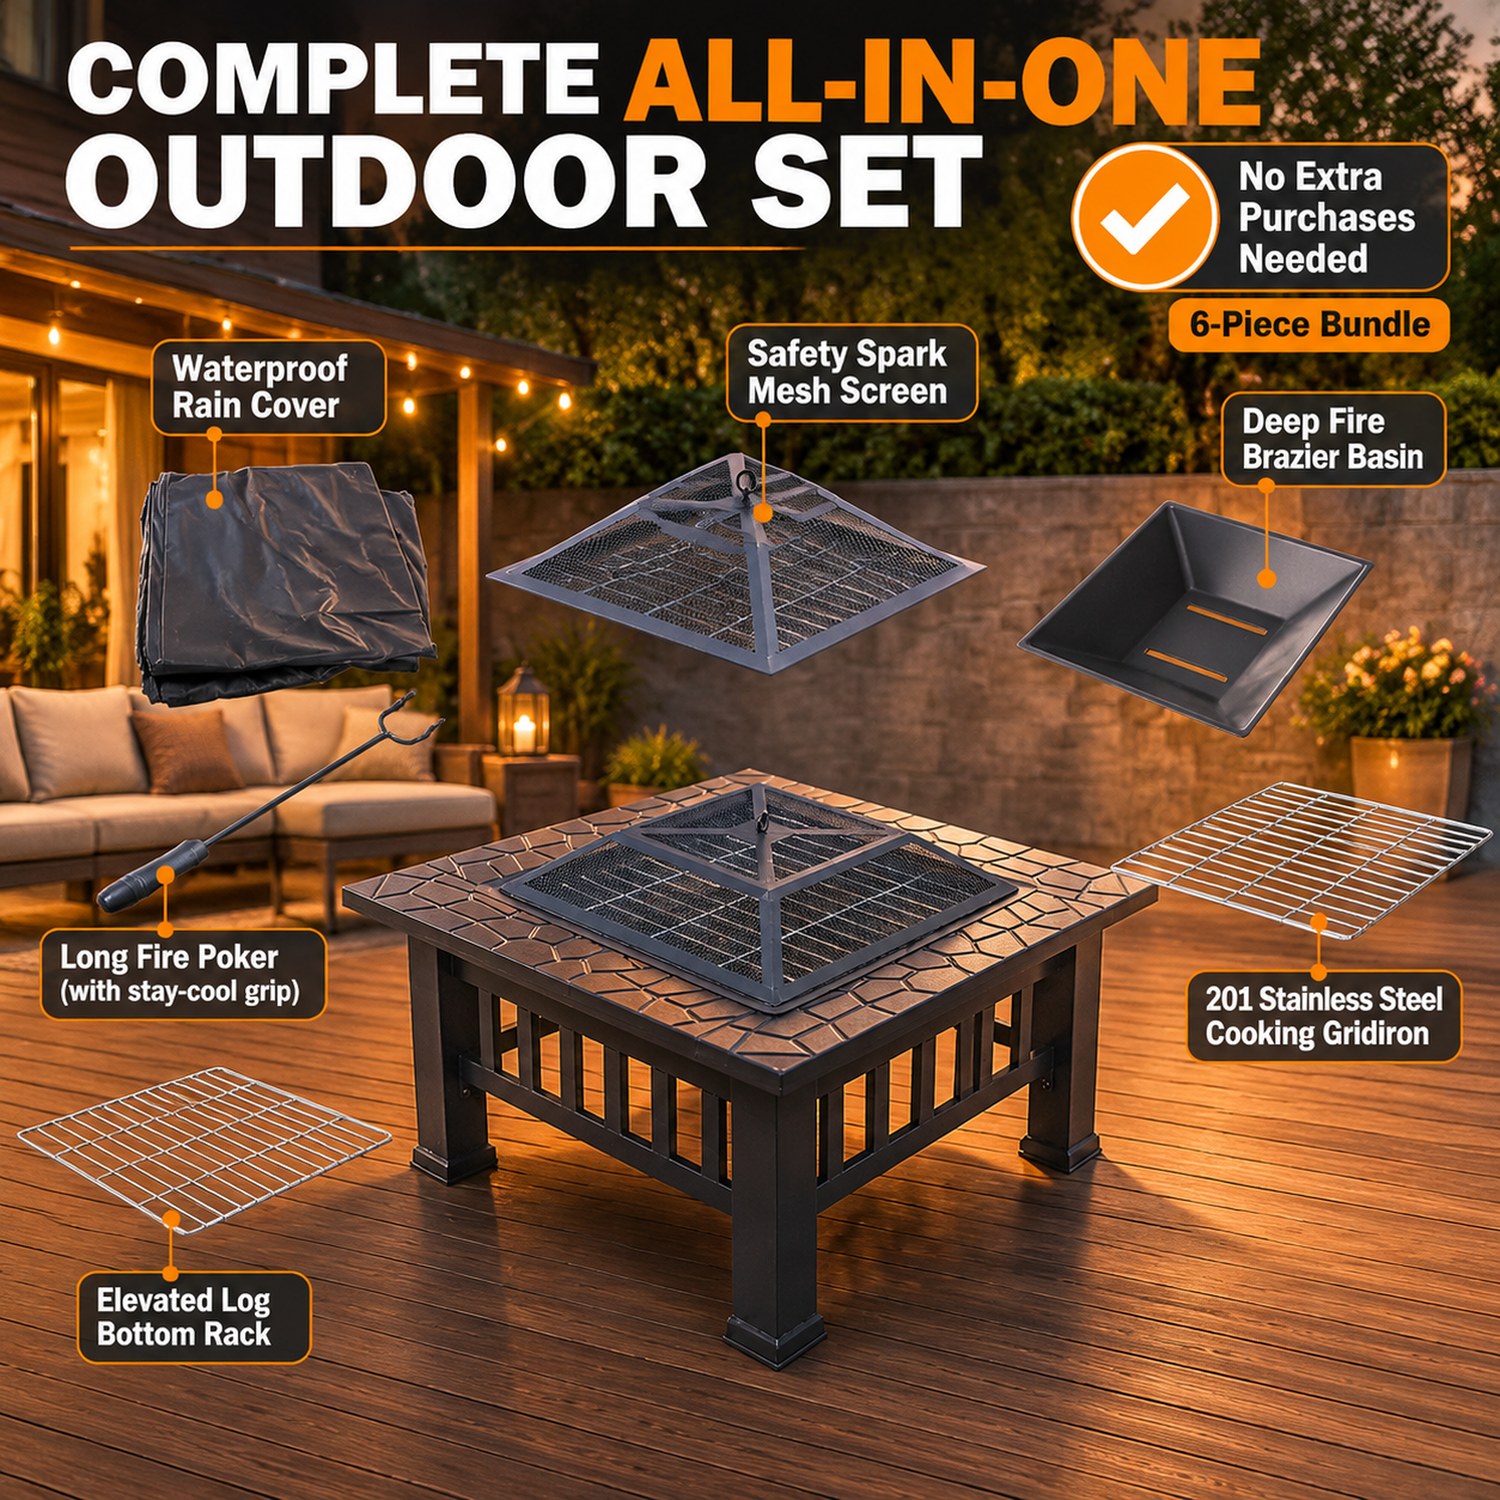 COMPLETE ALL-IN-ONE
OUTDOOR SET
No Extra
Purchases
Needed
6-Piece Bundle
Waterproof
Rain Cover
Safety Spark
Mesh Screen
Deep Fire
Brazier Basin
Long Fire Poker
(with stay-cool grip)
201 Stainless Steel
Cooking Gridiron
Elevated Log
Bottom Rack